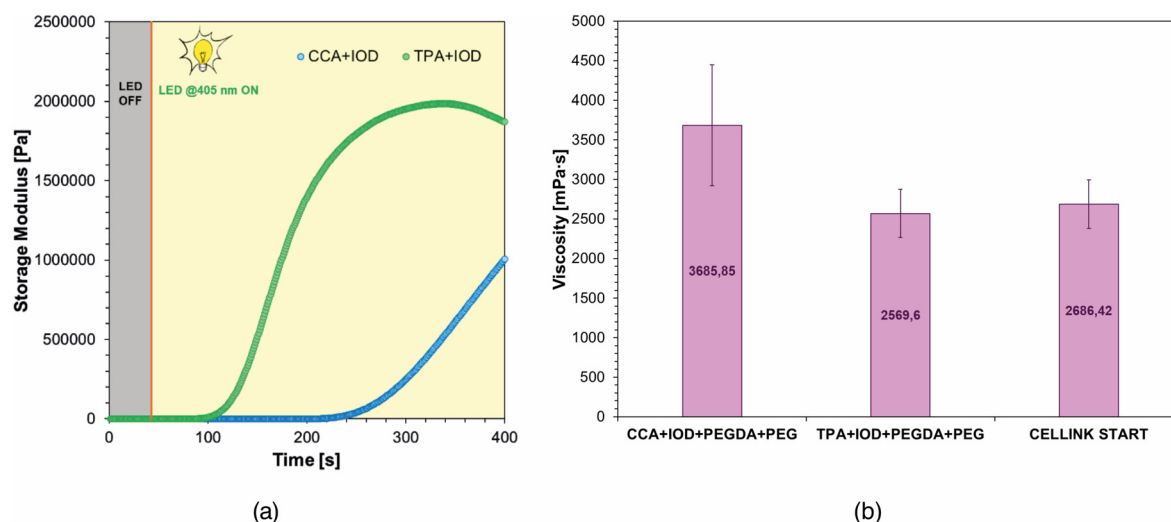 2500000
2000000
1500000
1000000
500000
0
Storage Modulus [Pa]
LED
OFF
LED @405 nm ON
CCA+IOD
TPA+IOD
0 100 200 300 400
Time [s]
(a)
5000
4500
4000
3500
3000
2500
2000
1500
1000
500
0
Viscosity [mPa·s]
3685,85
2569,6
2686,42
CCA+IOD+PEGDA+PEG TPA+IOD+PEGDA+PEG CELLINK START
(b)